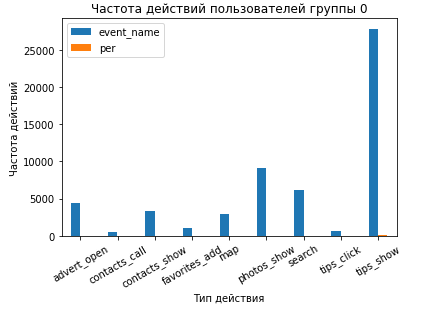 Частота действий пользователей группы 0
event_name
per
Частота действий
25000
20000
15000
10000
5000
0
advert_open
contacts_call
contacts_show
favorites_add
map
photos_show
search
tips_click
tips_show
Тип действия